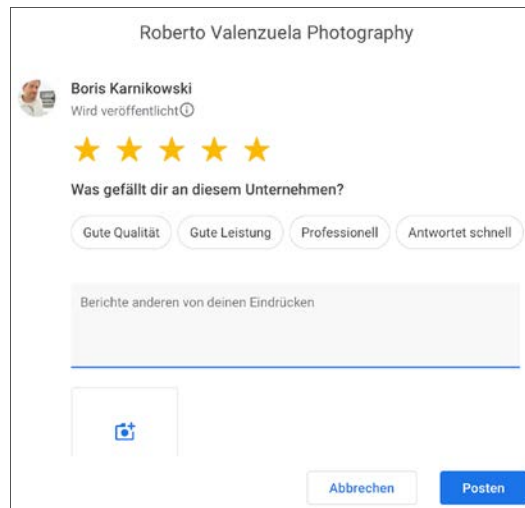 Roberto Valenzuela Photography
Boris Karnikowski
Wird veröffentlicht
Was gefällt dir an diesem Unternehmen?
Gute Qualität Gute Leistung Professionell Antwortet schnell
Berichte anderen von deinen Eindrücken
Abbrechen Posten